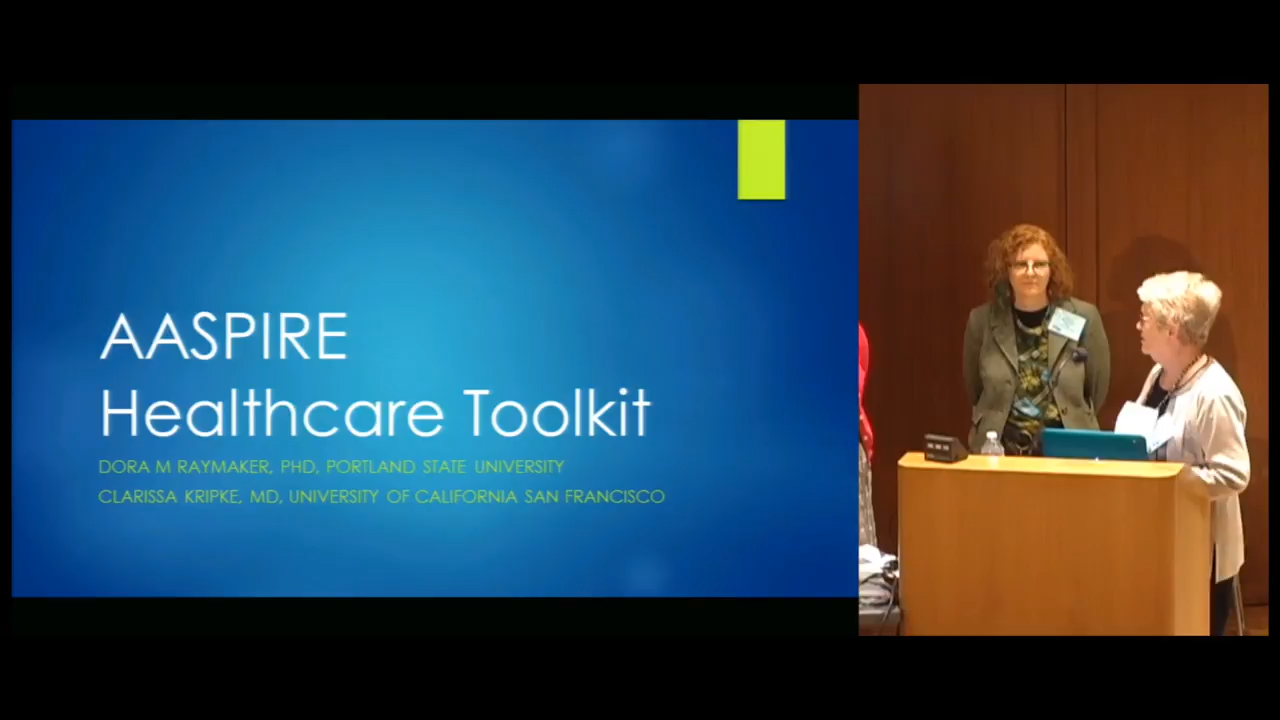 AASPIRE
Healthcare Toolkit
DORA M RAYMAKER, PHD, PORTLAND STATE UNIVERSITY
CLARISSA KRIPKE, MD, UNIVERSITY OF CALIFORNIA SAN FRANCISCO